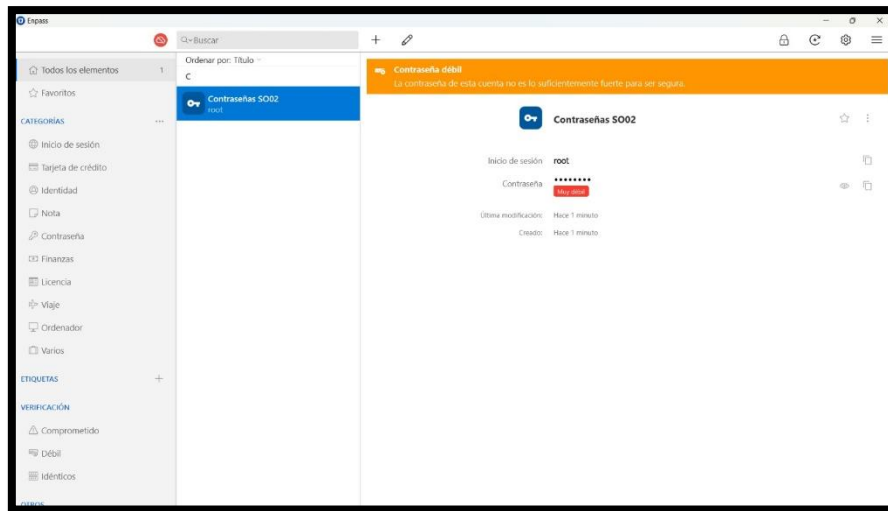 Enpass
Buscar
Todos los elementos 1
Favoritos
CATEGORÍAS
Inicio de sesión
Tarjeta de crédito
Identidad
Nota
Contraseña
Finanzas
Licencia
Viaje
Ordenador
Varios
ETIQUETAS
VERIFICACIÓN
Comprometido
Débil
Idénticos
OTROS
Ordenar por: Título
C
Contraseñas SO02
root
Contraseña débil
La contraseña de esta cuenta no es lo suficientemente fuerte para ser segura.
Contraseñas SO02
Inicio de sesión root
Contraseña ••••••••
Muy débil
Última modificación: Hace 1 minuto
Creado: Hace 1 minuto